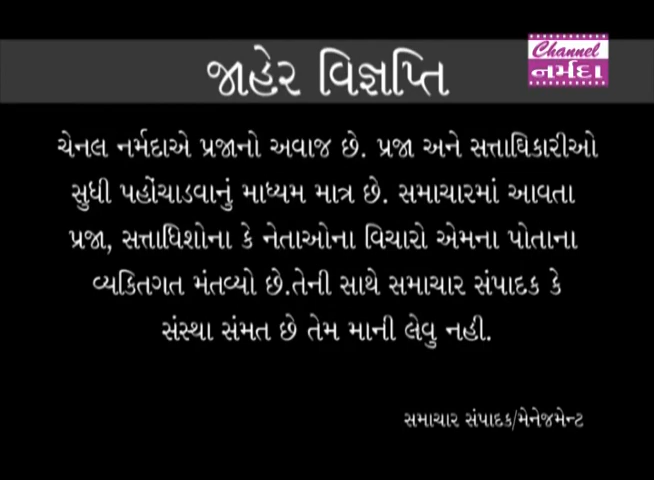 જાહેર વિજ્ઞપ્તિ
Channel
નર્મદા
ચેનલ નર્મદાએ પ્રજાનો અવાજ છે. પ્રજા અને સત્તાધિકારીઓ
સુધી પહોંચાડવાનું માધ્યમ માત્ર છે. સમાચારમાં આવતા
પ્રજા, સત્તાધિશોના કે નેતાઓના વિચારો એમના પોતાના
વ્યકિતગત મંતવ્યો છે.તેની સાથે સમાચાર સંપાદક કે
સંસ્થા સંમત છે તેમ માની લેવુ નહી.
સમાચાર સંપાદક/મેનેજમેન્ટ